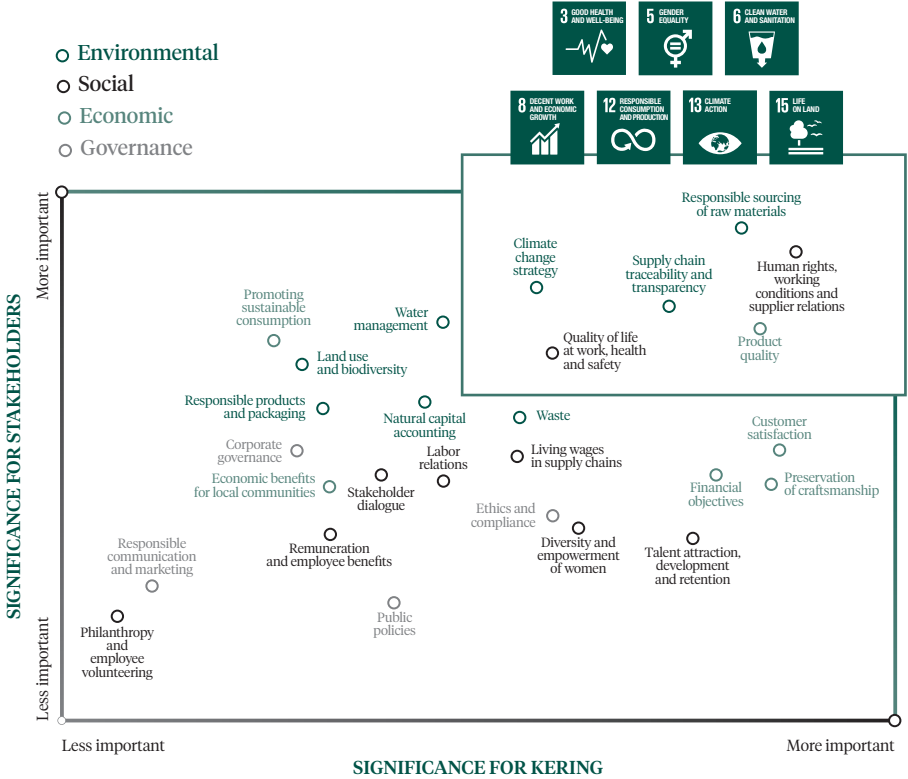 3 GOOD HEALTH
AND WELL-BEING
5 GENDER
EQUALITY
6 CLEAN WATER
AND SANITATION
Environmental
Social
Economic
Governance
8 DECENT WORK
AND ECONOMIC
GROWTH
12 RESPONSIBLE
CONSUMPTION
AND PRODUCTION
13 CLIMATE
ACTION
15 LIFE
ON LAND
SIGNIFICANCE FOR STAKEHOLDERS
More important
Less important
Responsible sourcing
of raw materials
Climate
change
strategy
Supply chain
traceability and
transparency
Human rights,
working
conditions and
supplier relations
Promoting
sustainable
consumption
Water
management
Quality of life
at work, health
and safety
Product
quality
Land use
and biodiversity
Responsible products
and packaging
Natural capital
accounting
Waste
Customer
satisfaction
Corporate
governance
Labor
relations
Living wages
in supply chains
Economic benefits
for local communities
Stakeholder
dialogue
Financial
objectives
Preservation
of craftsmanship
Ethics and
compliance
Remuneration
and employee benefits
Diversity and
empowerment
of women
Talent attraction,
development
and retention
Responsible
communication
and marketing
Public
policies
Philanthropy
and
employee
volunteering
Less important
More important
SIGNIFICANCE FOR KERING